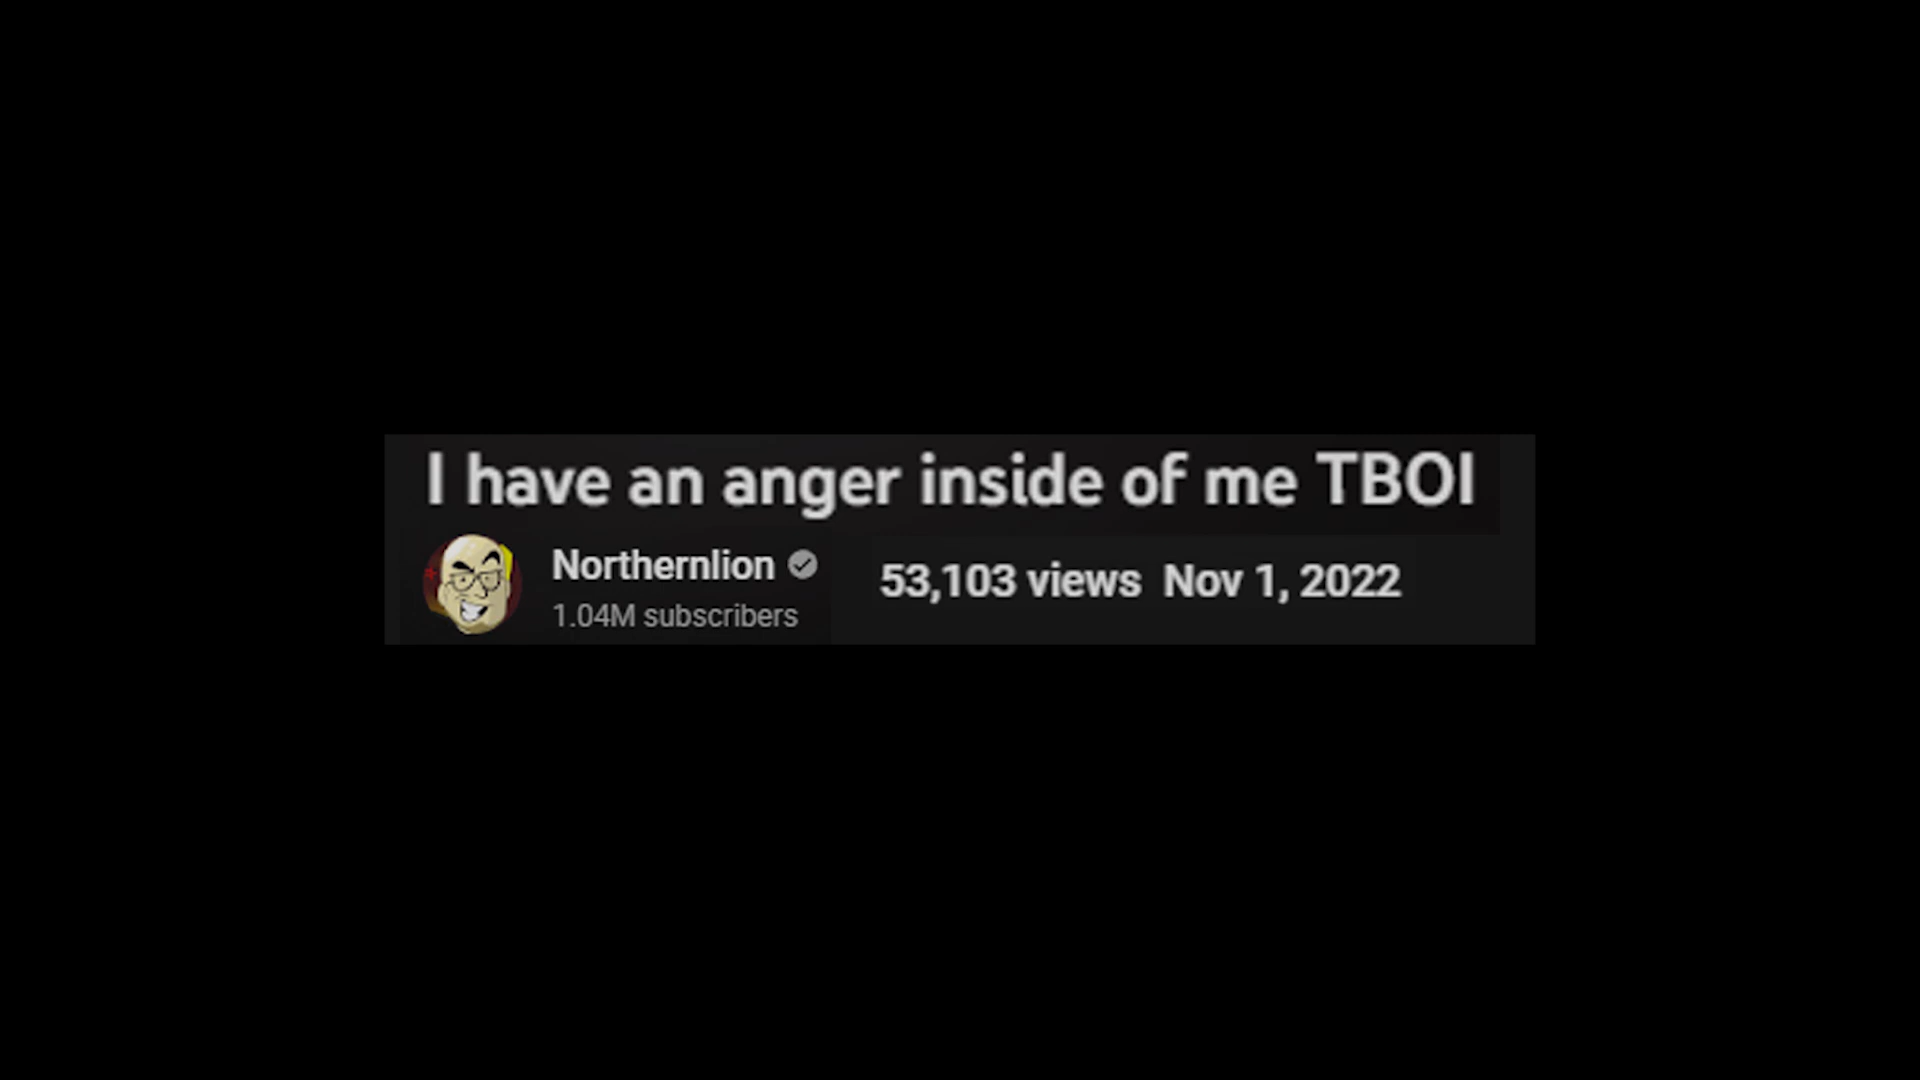 I have an anger inside of me TBOI
Northernlion
1.04M subscribers
53,103 views Nov 1, 2022